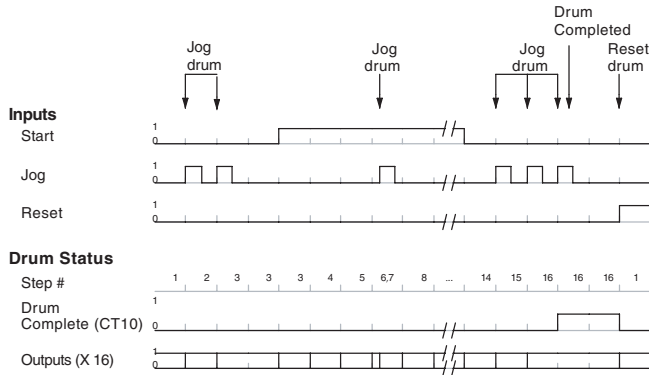 Drum
Completed
Jog
drum
Jog
drum
Jog
drum
Reset
drum
Inputs
Start
1
0
Jog
1
0
Reset
1
0
Drum Status
Step #
1 2 3 3 3 4 5 6,7 8 ... 14 15 16 16 16 1
Drum
Complete (CT10)
1
0
Outputs (X 16)
1
0